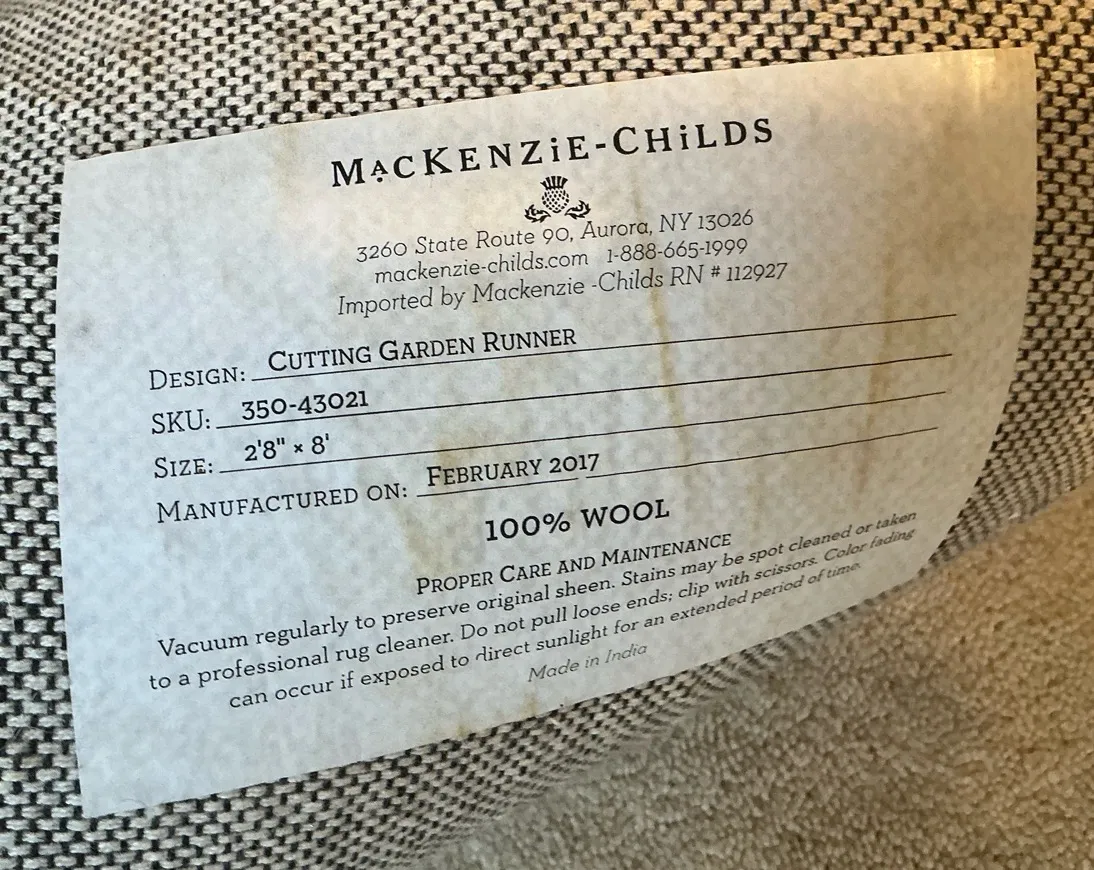 MACKENZiE-CHiLDS
3260 State Route 90, Aurora, NY 13026
mackenzie-childs.com 1-888-665-1999
Imported by Mackenzie -Childs RN # 112927
DESIGN: CUTTING GARDEN RUNNER
SKU: 350-43021
SIZE: 2'8" × 8'
MANUFACTURED ON: FEBRUARY 2017
100% WOOL
PROPER CARE AND MAINTENANCE
Vacuum regularly to preserve original sheen. Stains may be spot cleaned or taken
to a professional rug cleaner. Do not pull loose ends; clip with scissors. Color fading
can occur if exposed to direct sunlight for an extended period of time.
Made in India